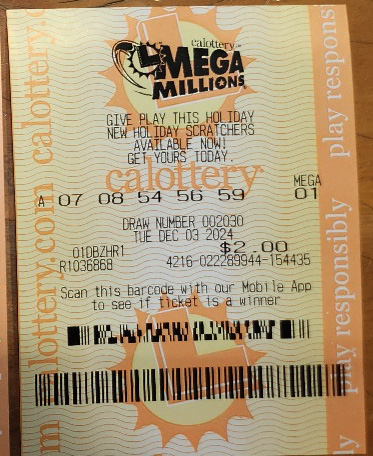 calottery
MEGA
MILLIONS
GIVE PLAY THIS HOLIDAY
NEW HOLIDAY SCRATCHERS
AVAILABLE NOW!
GET YOURS TODAY.
calottery
MEGA
A 07 08 54 56 59 01
DRAW NUMBER 002030
TUE DEC 03 2024
01DBZHR1 $2.00
R1036868 4216-022289944-154435
Scan this barcode with our Mobile App
to see if ticket is a winner
calottery.c
calottery.com
m
play respons
play responsibly